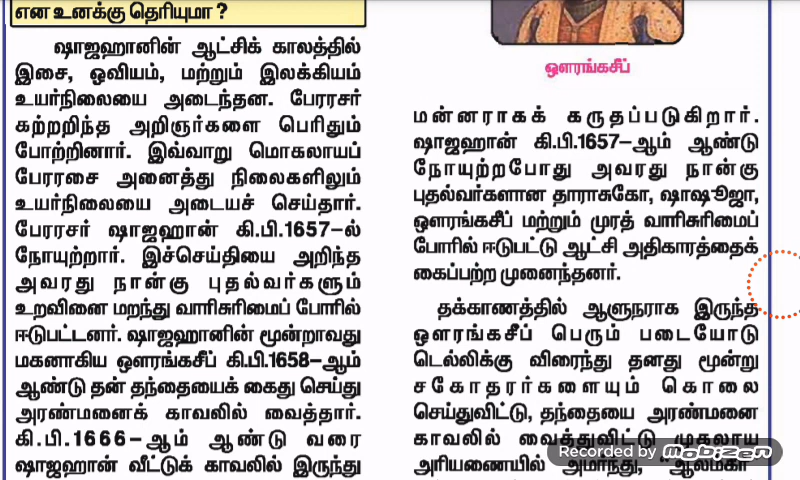 என உனக்கு தெரியுமா ?
ஷாஜஹானின் ஆட்சிக் காலத்தில்
இசை, ஓவியம், மற்றும் இலக்கியம்
உயர்நிலையை அடைந்தன. பேரரசர்
கற்றறிந்த அறிஞர்களை பெரிதும்
போற்றினார். இவ்வாறு மொகலாயப்
பேரரசை அனைத்து நிலைகளிலும்
உயர்நிலையை அடையச் செய்தார்.
பேரரசர் ஷாஜஹான் கி.பி.1657–ல்
நோயுற்றார். இச்செய்தியை அறிந்த
அவரது நான்கு புதல்வர்களும்
உறவினை மறந்து வாரிசுரிமைப் போரில்
ஈடுபட்டனர். ஷாஜஹானின் மூன்றாவது
மகனாகிய ஔரங்கசீப் கி.பி.1658–ஆம்
ஆண்டு தன் தந்தையைக் கைது செய்து
அரண்மனைக் காவலில் வைத்தார்.
கி.பி.1666–ஆம் ஆண்டு வரை
ஷாஜஹான் வீட்டுக் காவலில் இருந்து
ஔரங்கசீப்
மன்னராகக் கருதப்படுகிறார்.
ஷாஜஹான் கி.பி.1657–ஆம் ஆண்டு
நோயுற்றபோது அவரது நான்கு
புதல்வர்களான தாராசுகோ, ஷாஷூஜா,
ஔரங்கசீப் மற்றும் முரத் வாரிசுரிமைப்
போரில் ஈடுபட்டு ஆட்சி அதிகாரத்தைக்
கைப்பற்ற முனைந்தனர்.
தக்காணத்தில் ஆளுநராக இருந்த
ஔரங்கசீப் பெரும் படையோடு
டெல்லிக்கு விரைந்து தனது மூன்று
சகோதரர்களையும் கொலை
செய்துவிட்டு, தந்தையை அரண்மனை
காவலில் வைத்துவிட்டு முகலாய
அரியணையில் அமர்ந்து, “ஆலம்கீர்
Recorded by Mobizen